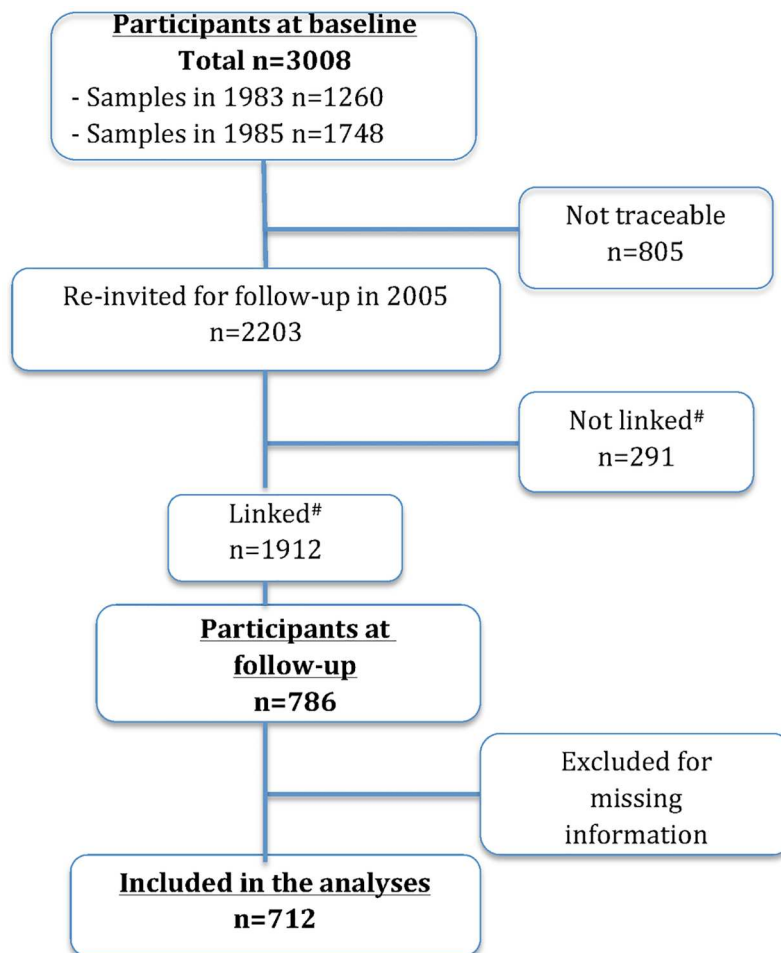 Participants at baseline
Total n=3008
- Samples in 1983 n=1260
- Samples in 1985 n=1748
Not traceable
n=805
Re-invited for follow-up in 2005
n=2203
Not linked#
n=291
Linked#
n=1912
Participants at
follow-up
n=786
Excluded for
missing
information
Included in the analyses
n=712